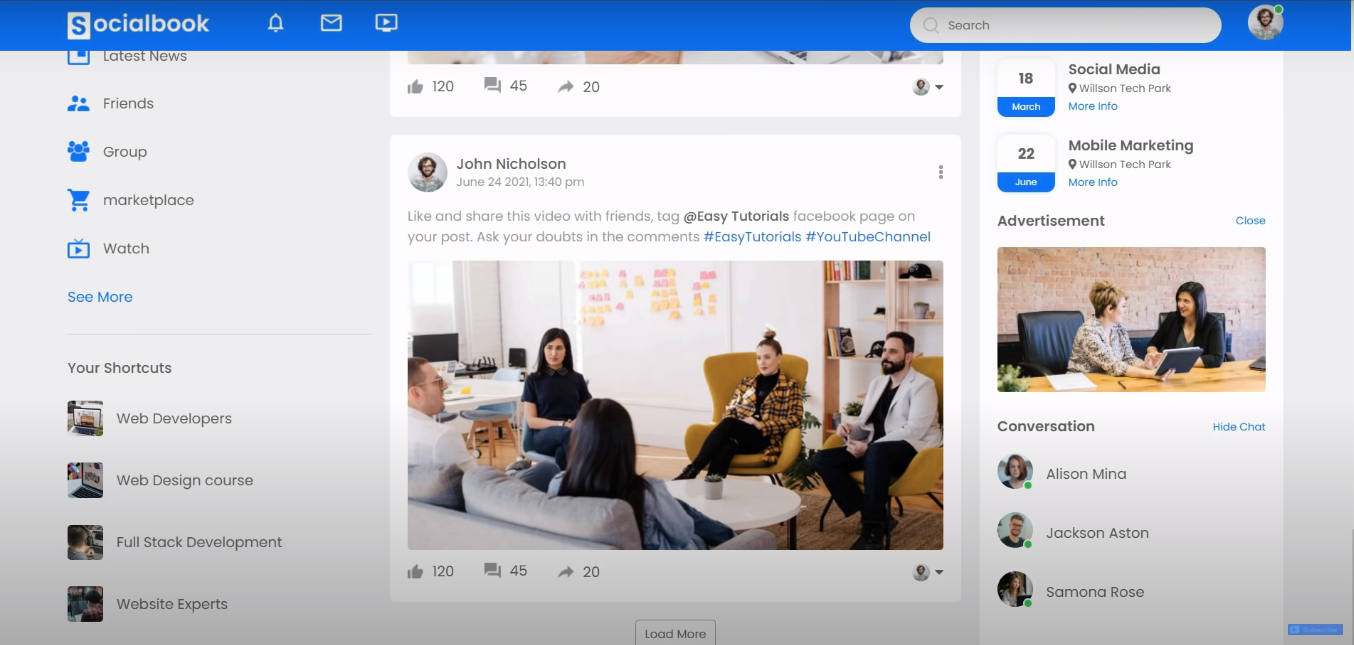 Socialbook
Search
Latest News
Friends
Group
marketplace
Watch
See More
Your Shortcuts
Web Developers
Web Design course
Full Stack Development
Website Experts
120 45 20
John Nicholson
June 24 2021, 13:40 pm
Like and share this video with friends, tag @Easy Tutorials facebook page on
your post. Ask your doubts in the comments #EasyTutorials #YouTubeChannel
120 45 20
Load More
18
March
Social Media
Willson Tech Park
More Info
22
June
Mobile Marketing
Willson Tech Park
More Info
Advertisement Close
Conversation Hide Chat
Alison Mina
Jackson Aston
Samona Rose